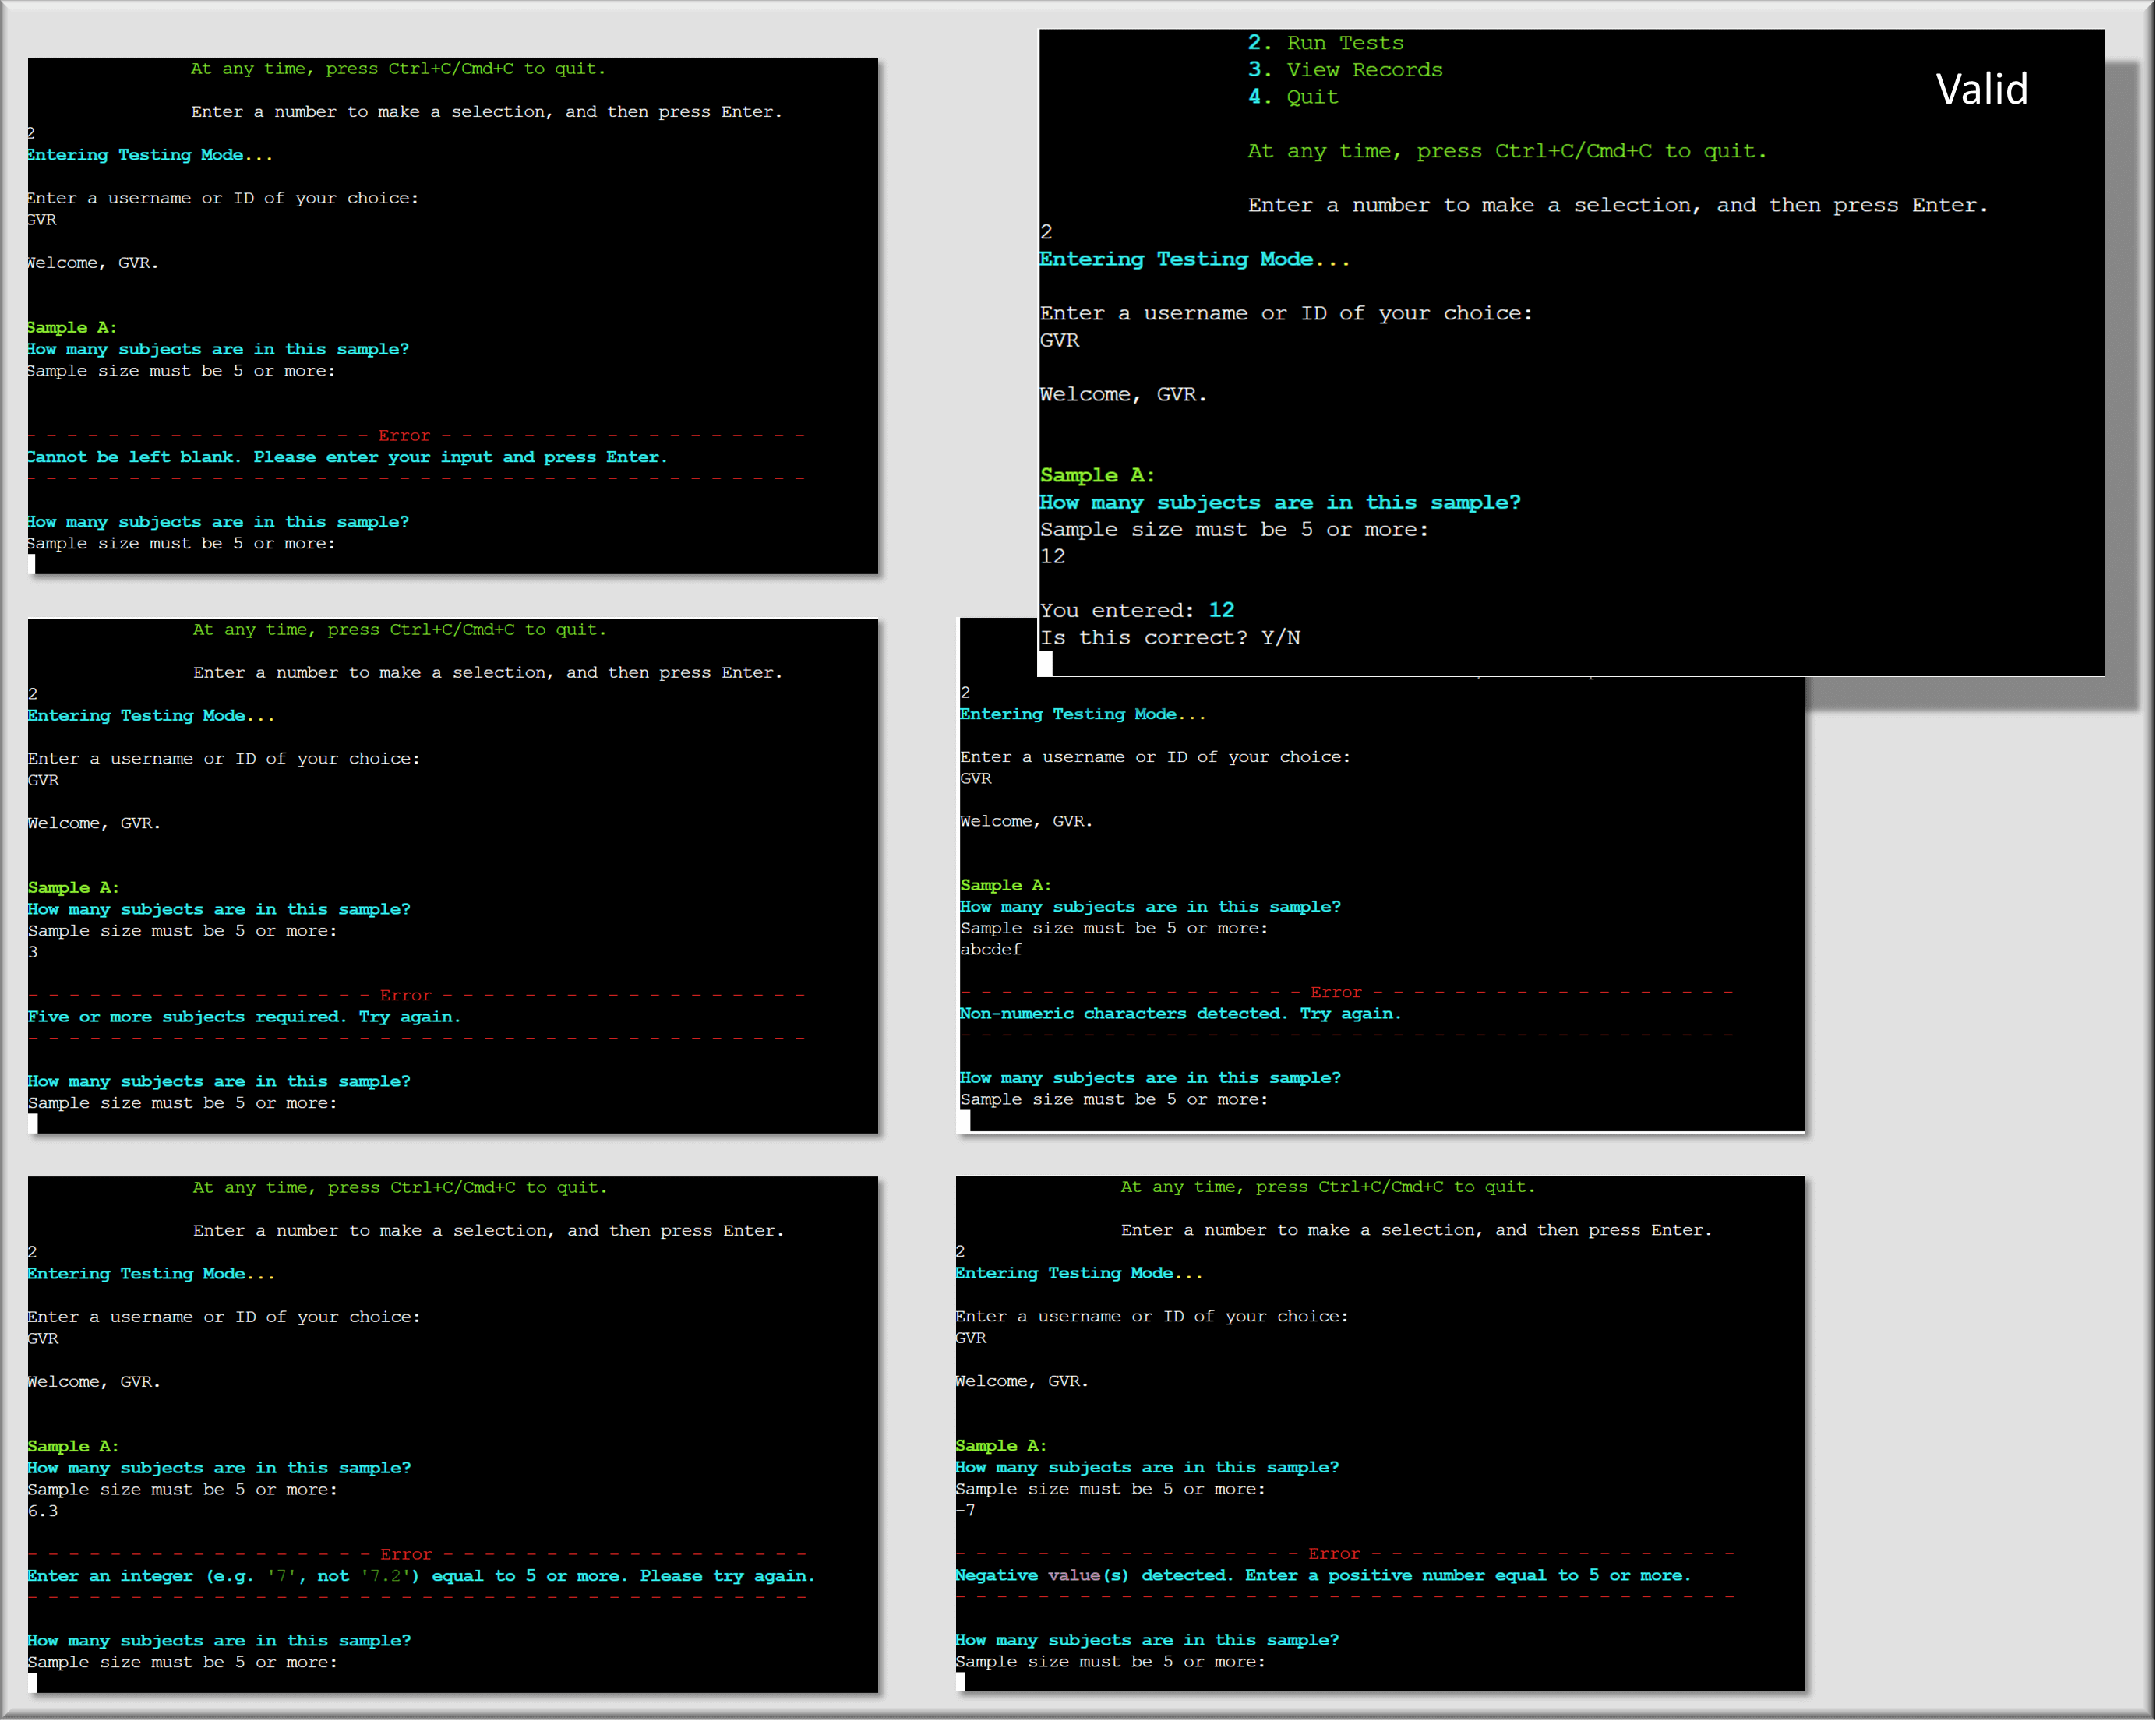 At any time, press Ctrl+C/Cmd+C to quit.
Enter a number to make a selection, and then press Enter.
2
Entering Testing Mode...
Enter a username or ID of your choice:
GVR
Welcome, GVR.
Sample A:
How many subjects are in this sample?
Sample size must be 5 or more:
- - - - - - - - - - - - - - - - - Error - - - - - - - - - - - - - - - - - -
Cannot be left blank. Please enter your input and press Enter.
How many subjects are in this sample?
Sample size must be 5 or more:
2. Run Tests
3. View Records
4. Quit
Valid
At any time, press Ctrl+C/Cmd+C to quit.
Enter a number to make a selection, and then press Enter.
2
Entering Testing Mode...
Enter a username or ID of your choice:
GVR
Welcome, GVR.
Sample A:
How many subjects are in this sample?
Sample size must be 5 or more:
12
You entered: 12
Is this correct? Y/N
At any time, press Ctrl+C/Cmd+C to quit.
Enter a number to make a selection, and then press Enter.
2
Entering Testing Mode...
Enter a username or ID of your choice:
GVR
Welcome, GVR.
Sample A:
How many subjects are in this sample?
Sample size must be 5 or more:
3
- - - - - - - - - - - - - - - - - Error - - - - - - - - - - - - - - - - - -
Five or more subjects required. Try again.
How many subjects are in this sample?
Sample size must be 5 or more:
2
Entering Testing Mode...
Enter a username or ID of your choice:
GVR
Welcome, GVR.
Sample A:
How many subjects are in this sample?
Sample size must be 5 or more:
abcdef
- - - - - - - - - - - - - - - - - Error - - - - - - - - - - - - - - - - - -
Non-numeric characters detected. Try again.
How many subjects are in this sample?
Sample size must be 5 or more:
At any time, press Ctrl+C/Cmd+C to quit.
Enter a number to make a selection, and then press Enter.
2
Entering Testing Mode...
Enter a username or ID of your choice:
GVR
Welcome, GVR.
Sample A:
How many subjects are in this sample?
Sample size must be 5 or more:
6.3
- - - - - - - - - - - - - - - - - Error - - - - - - - - - - - - - - - - - -
Enter an integer (e.g. '7', not '7.2') equal to 5 or more. Please try again.
How many subjects are in this sample?
Sample size must be 5 or more:
At any time, press Ctrl+C/Cmd+C to quit.
Enter a number to make a selection, and then press Enter.
2
Entering Testing Mode...
Enter a username or ID of your choice:
GVR
Welcome, GVR.
Sample A:
How many subjects are in this sample?
Sample size must be 5 or more:
-7
- - - - - - - - - - - - - - - - - Error - - - - - - - - - - - - - - - - - -
Negative value(s) detected. Enter a positive number equal to 5 or more.
How many subjects are in this sample?
Sample size must be 5 or more: